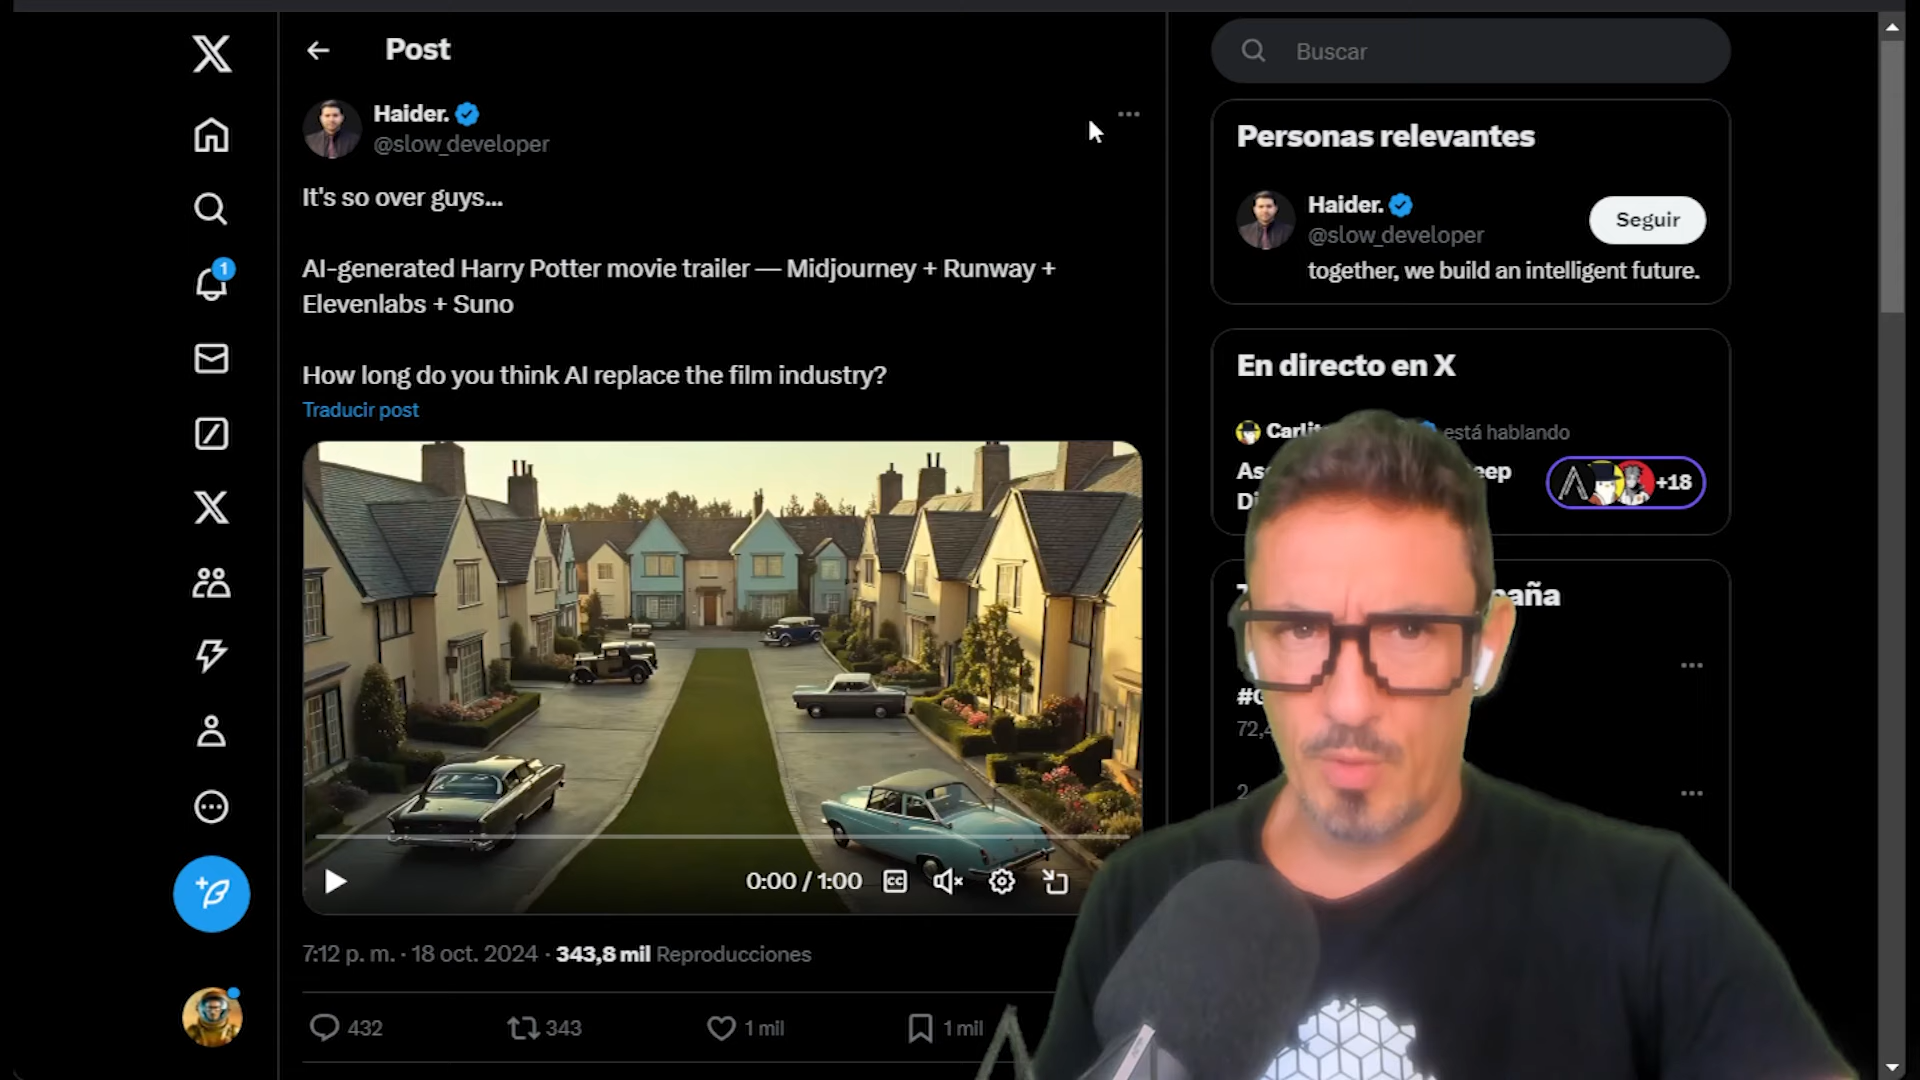 Post
Buscar
Haider.
@slow_developer
It's so over guys...
AI-generated Harry Potter movie trailer — Midjourney + Runway +
Elevenlabs + Suno
How long do you think AI replace the film industry?
Traducir post
0:00 / 1:00
CC
7:12 p. m. · 18 oct. 2024 · 343,8 mil Reproducciones
432
343
1 mil
1 mil
1
Personas relevantes
Haider.
@slow_developer
Seguir
together, we build an intelligent future.
En directo en X
está hablando
+18
2